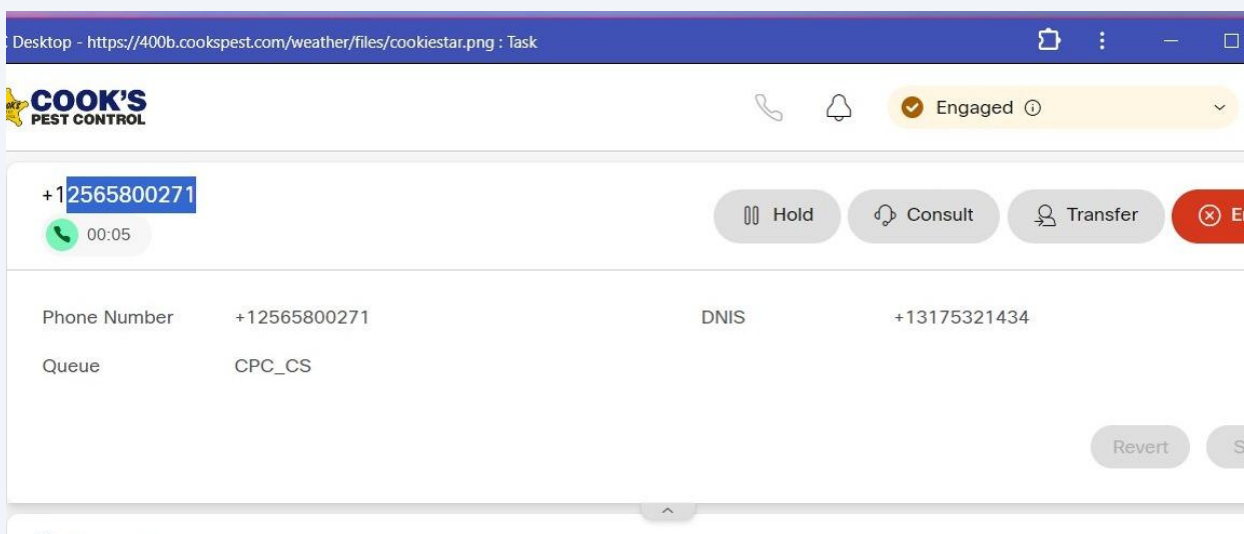 Desktop - https://400b.cookspest.com/weather/files/cookiestar.png : Task
COOK'S
PEST CONTROL
Engaged
+12565800271
00:05
Hold
Consult
Transfer
Phone Number +12565800271 DNIS +13175321434
Queue CPC_CS
Revert